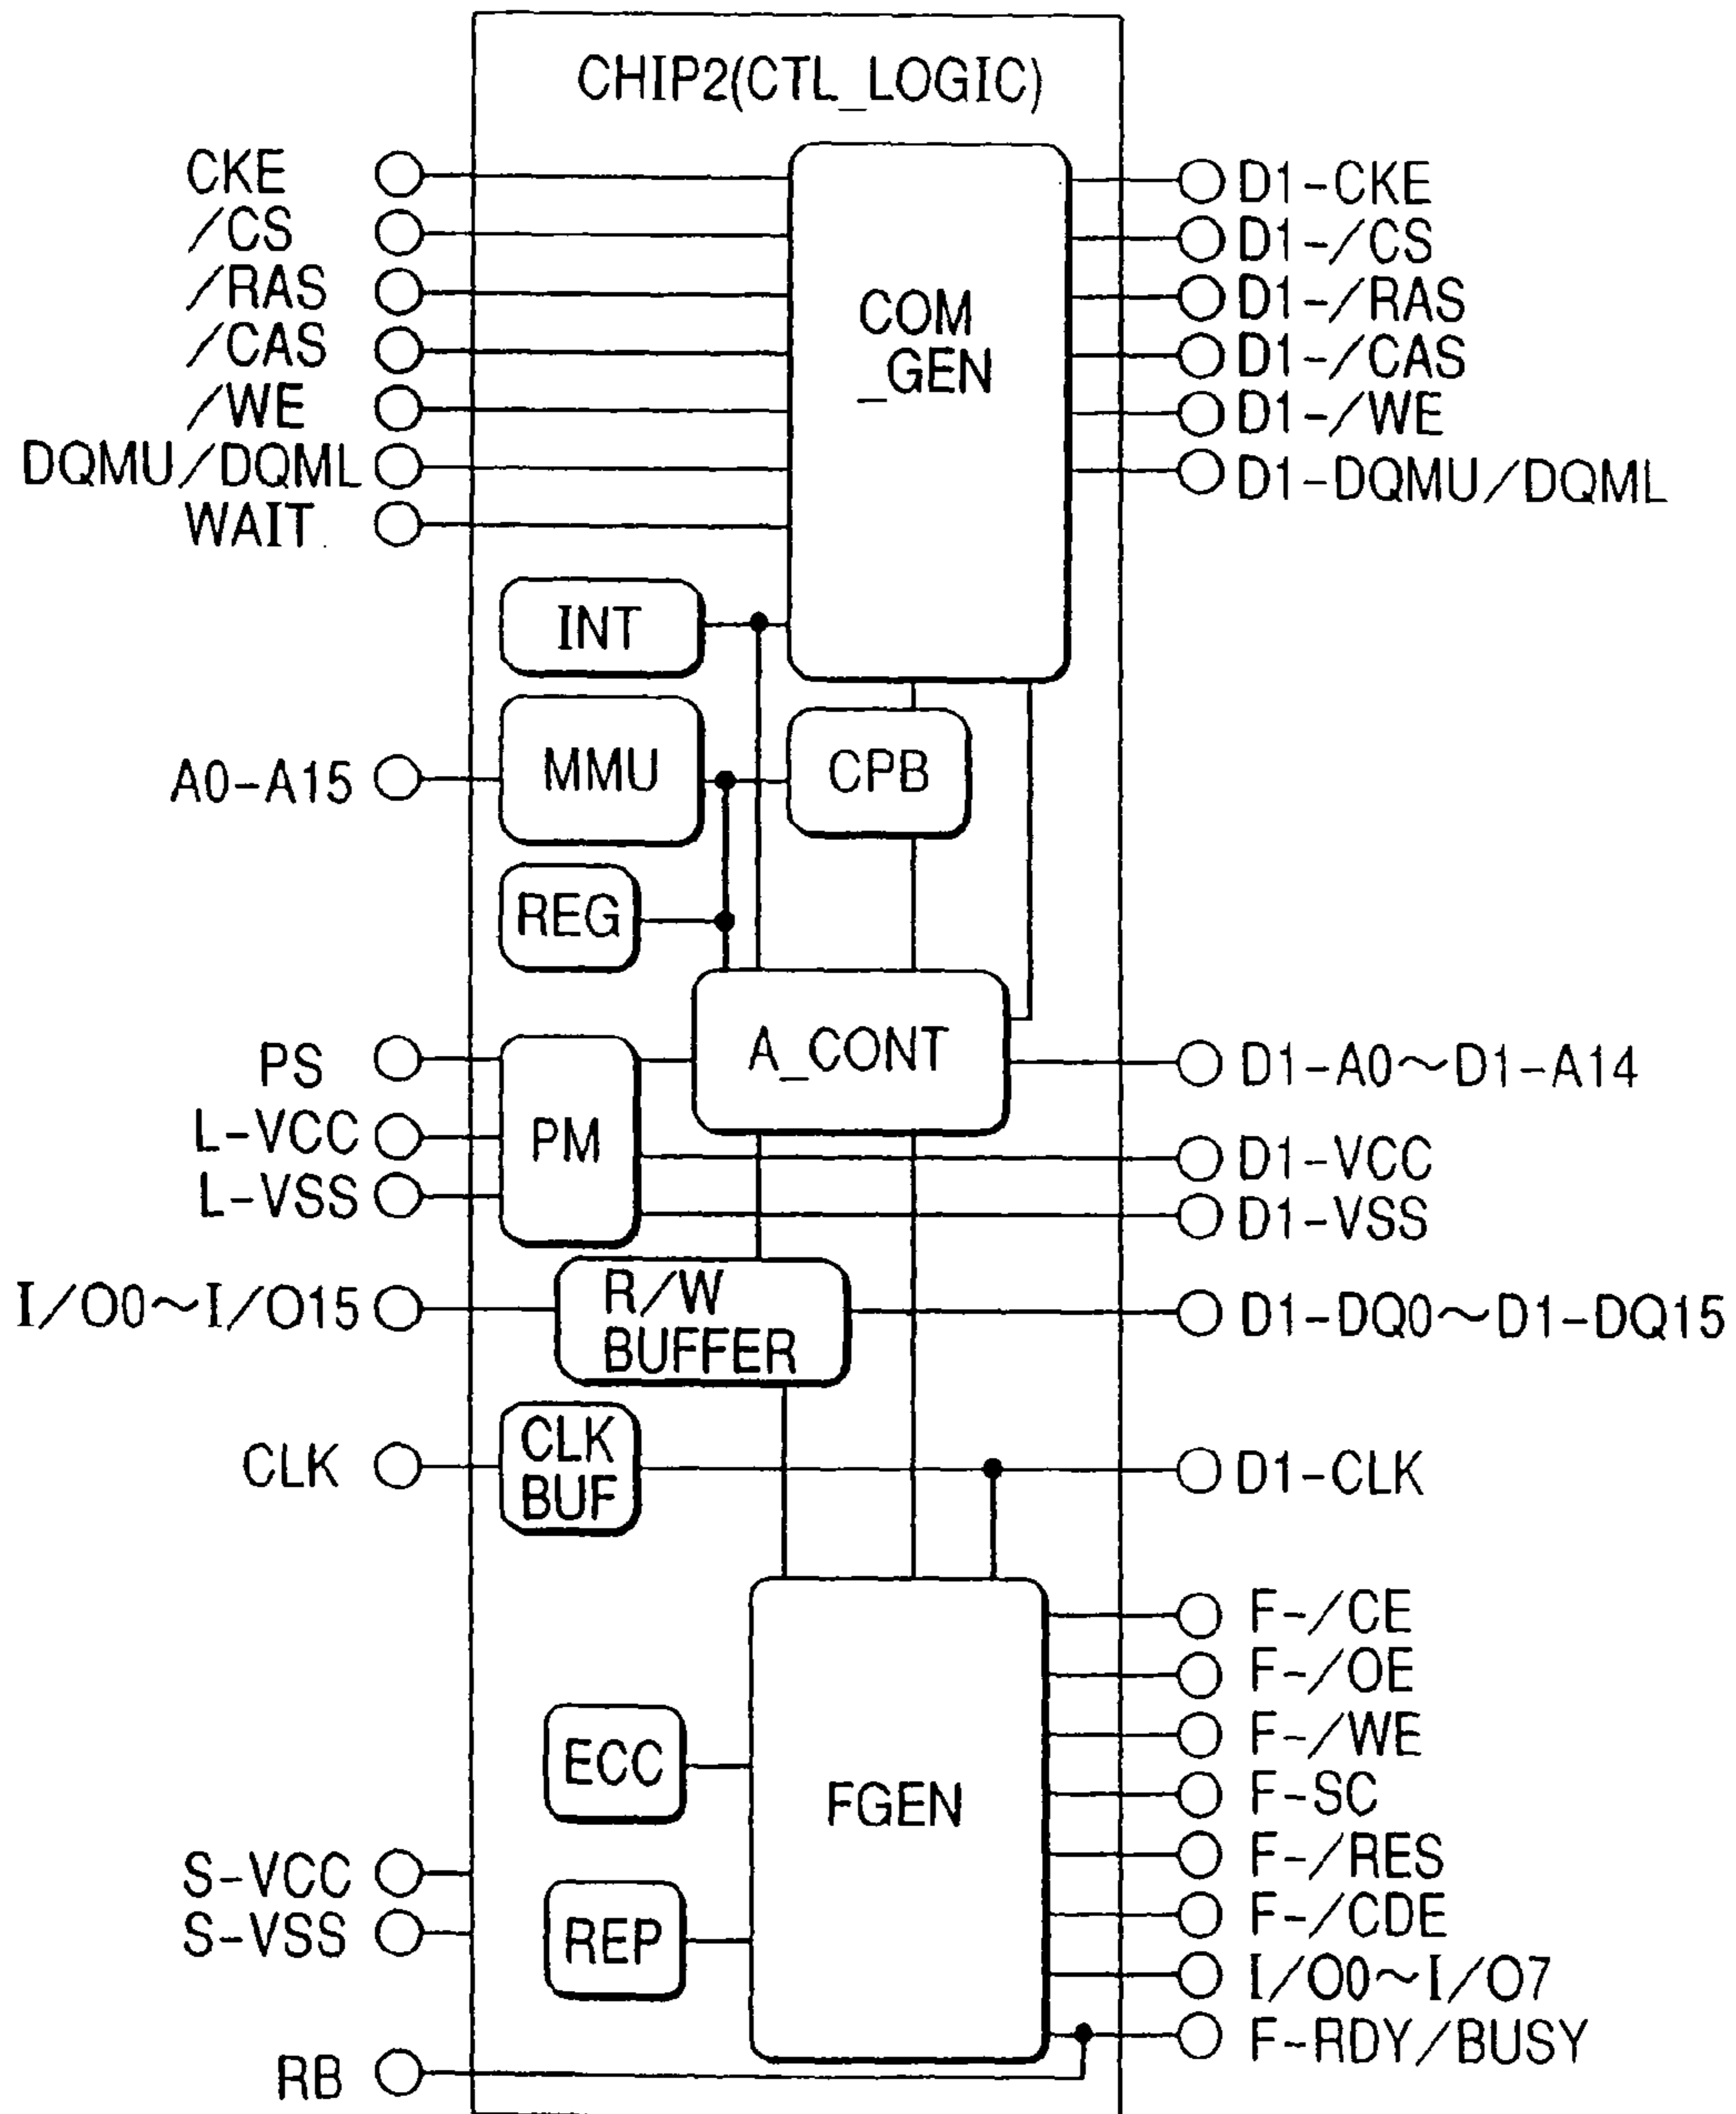 CHIP2(CTL_LOGIC)
CKE
/CS
/RAS
/CAS
/WE
DQMU/DQML
WAIT
COM
_GEN
D1-CKE
D1-/CS
D1-/RAS
D1-/CAS
D1-/WE
D1-DQMU/DQML
INT
A0-A15
MMU
CPB
REG
PS
L-VCC
L-VSS
PM
A_CONT
D1-A0~D1-A14
D1-VCC
D1-VSS
I/O0~I/O15
R/W
BUFFER
D1-DQ0~D1-DQ15
CLK
CLK
BUF
D1-CLK
ECC
FGEN
REP
S-VCC
S-VSS
RB
F-/CE
F-/OE
F-/WE
F-SC
F-/RES
F-/CDE
I/O0~I/O7
F-RDY/BUSY